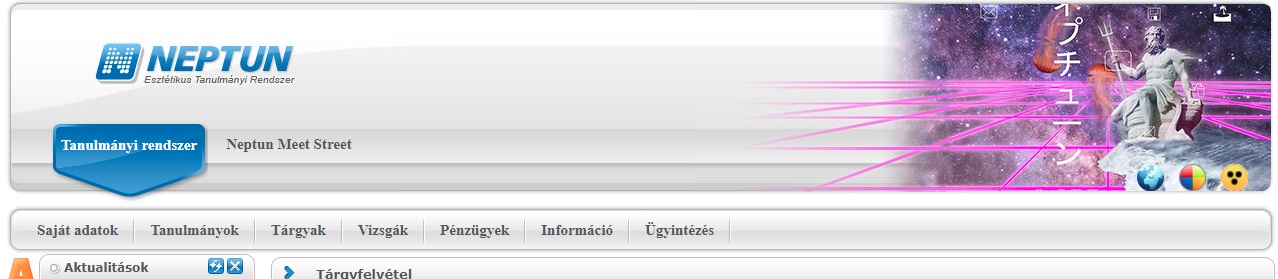 NEPTUN
Esztétikus Tanulmányi Rendszer
ネプチューン
Tanulmányi rendszer
Neptun Meet Street
Saját adatok
Tanulmányok
Tárgyak
Vizsgák
Pénzügyek
Információ
Ügyintézés
Aktualitások
Tárgyfelvétel